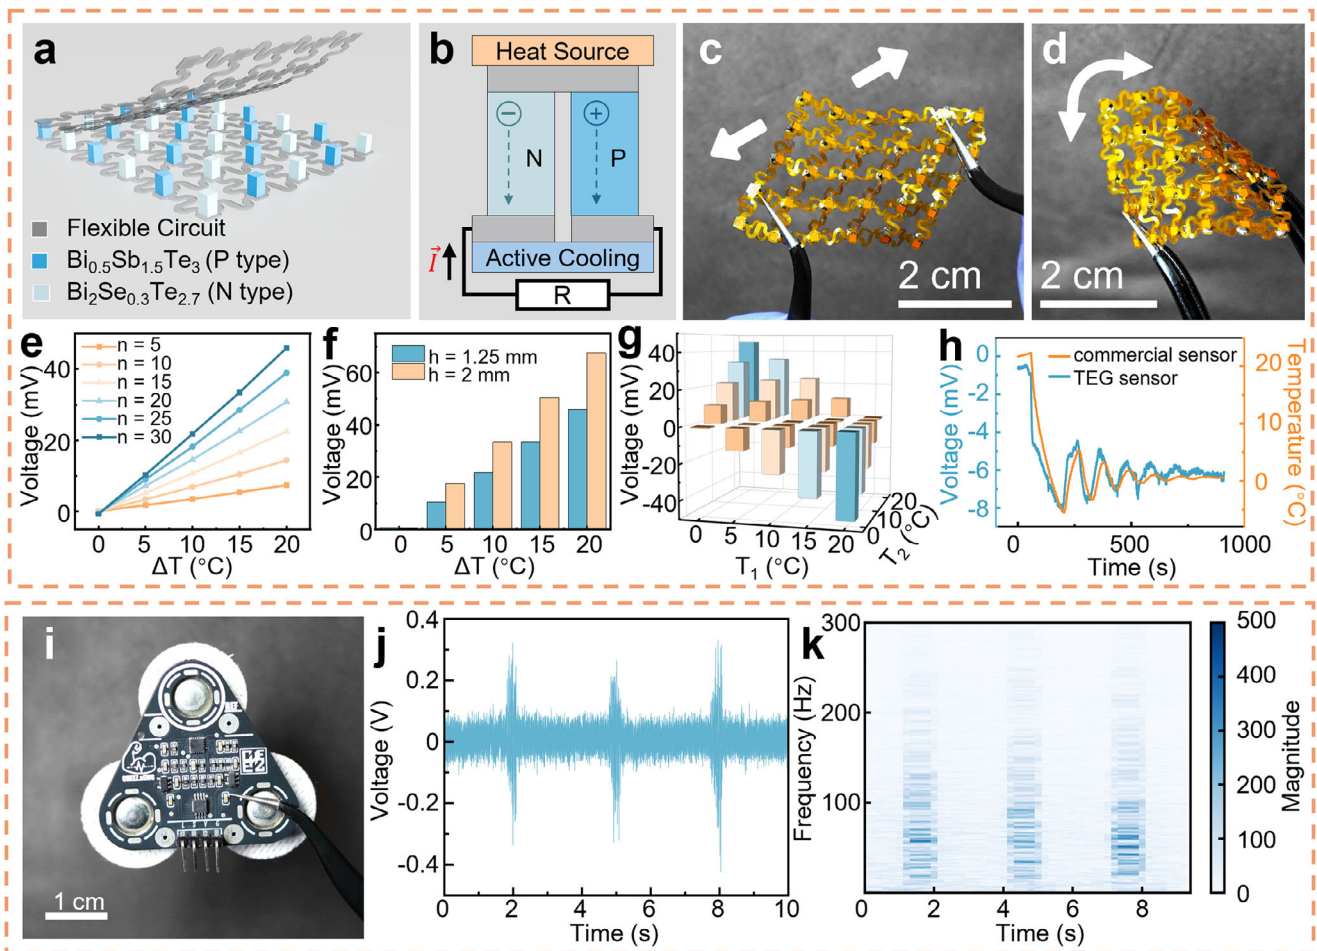 a
Flexible Circuit
Bi0.5Sb1.5Te3 (P type)
Bi2Se0.3Te2.7 (N type)
b
Heat Source
N
P
Active Cooling
I
R
c
2 cm
d
2 cm
e
n = 5
n = 10
n = 15
n = 20
n = 25
n = 30
Voltage (mV)
40
20
0
0 5 10 15 20
ΔT (°C)
f
h = 1.25 mm
h = 2 mm
Voltage (mV)
60
40
20
0
0 5 10 15 20
ΔT (°C)
g
Voltage (mV)
40
20
0
-20
-40
0 5 10 15 20
T1 (°C)
0 10 20
T2 (°C)
h
commercial sensor
TEG sensor
Voltage (mV)
0
-2
-4
-6
-8
Temperature (°C)
20
10
0
0 500 1000
Time (s)
i
REF
L S V G
1 cm
j
Voltage (V)
0.4
0.2
0
-0.2
-0.4
0 2 4 6 8 10
Time (s)
k
Frequency (Hz)
300
200
100
0 2 4 6 8
Time (s)
500
400
300
200
100
0
Magnitude